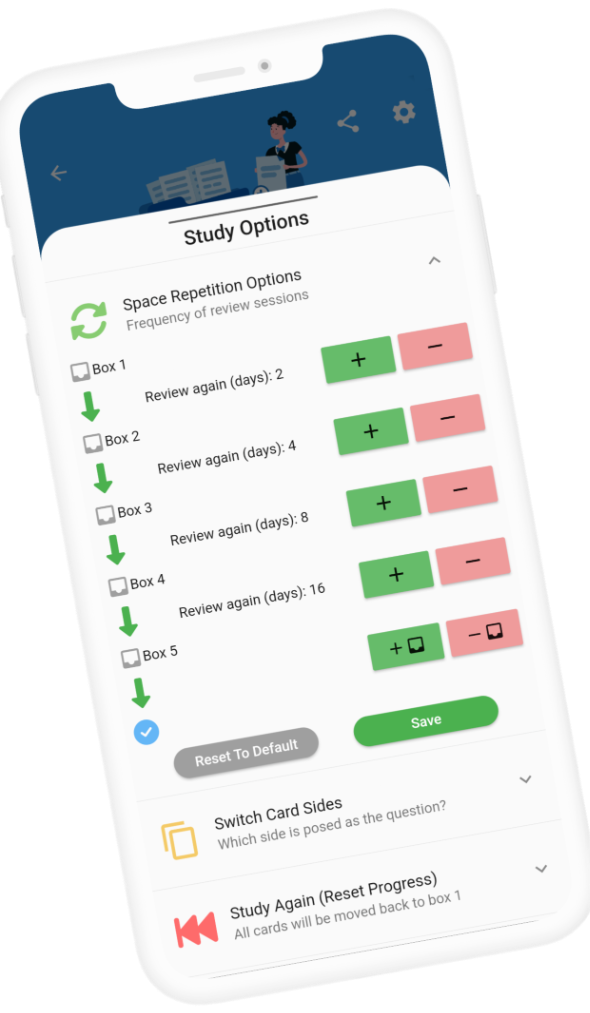 Study Options
Space Repetition Options
Frequency of review sessions
Box 1
Review again (days): 2
+
−
Box 2
Review again (days): 4
+
−
Box 3
Review again (days): 8
+
−
Box 4
Review again (days): 16
+
−
Box 5
+
−
Reset To Default
Save
Switch Card Sides
Which side is posed as the question?
Study Again (Reset Progress)
All cards will be moved back to box 1